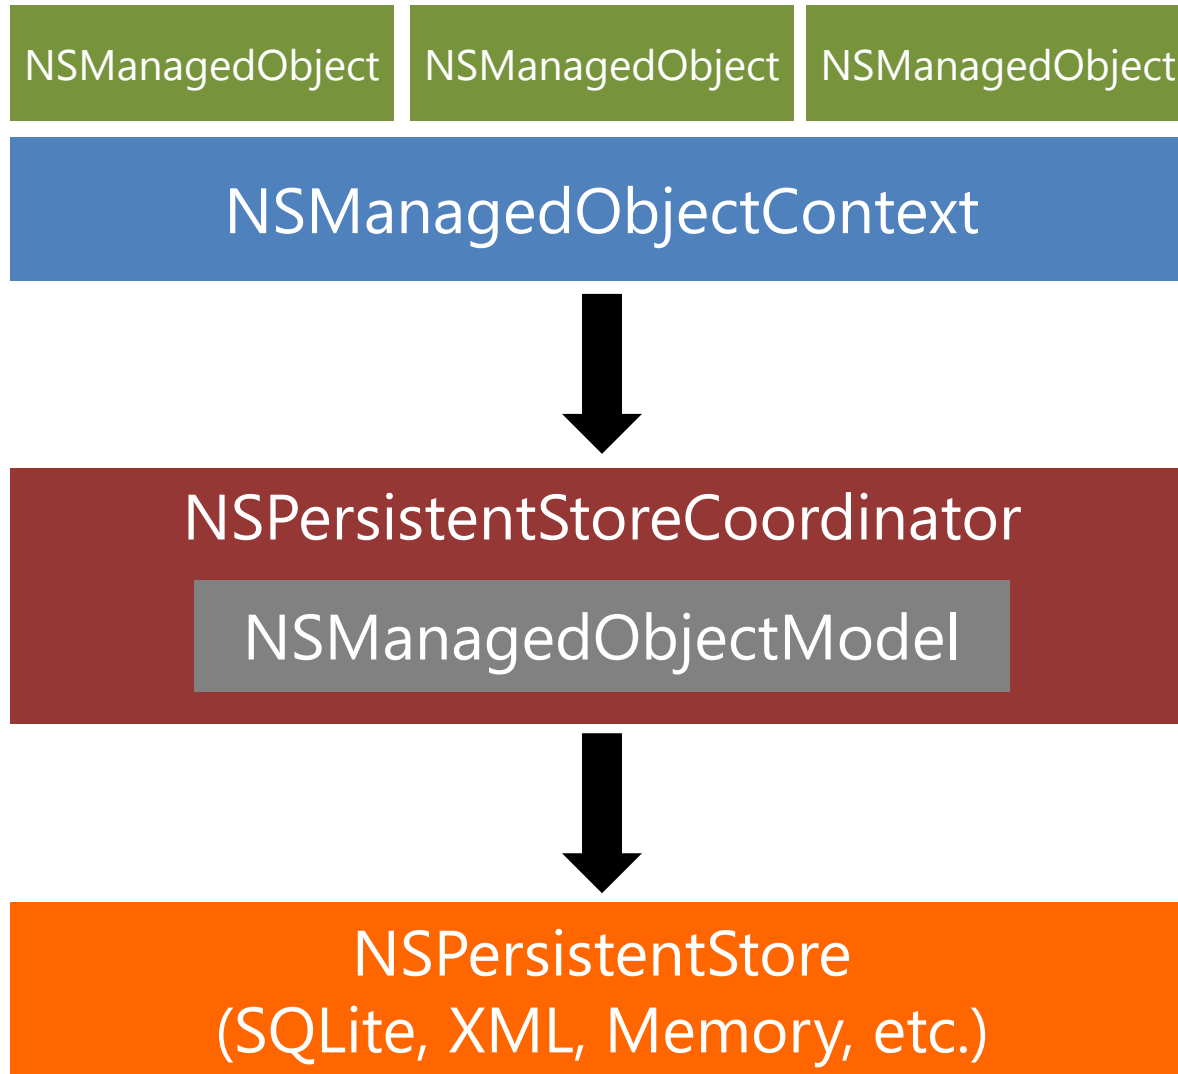 NSManagedObject NSManagedObject NSManagedObject
NSManagedObjectContext
NSPersistentStoreCoordinator
NSManagedObjectModel
NSPersistentStore
(SQLite, XML, Memory, etc.)